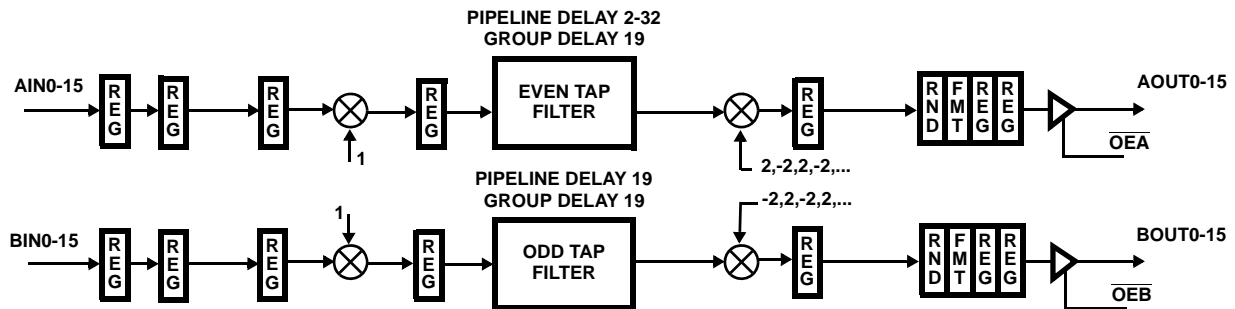 PIPELINE DELAY 2-32
GROUP DELAY 19
AIN0-15
REG
REG
REG
1
REG
EVEN TAP
FILTER
2,-2,2,-2,...
REG
RND
FMT
REG
REG
AOUT0-15
OEA
PIPELINE DELAY 19
GROUP DELAY 19
BIN0-15
REG
REG
REG
1
REG
ODD TAP
FILTER
-2,2,-2,2,...
REG
RND
FMT
REG
REG
BOUT0-15
OEB